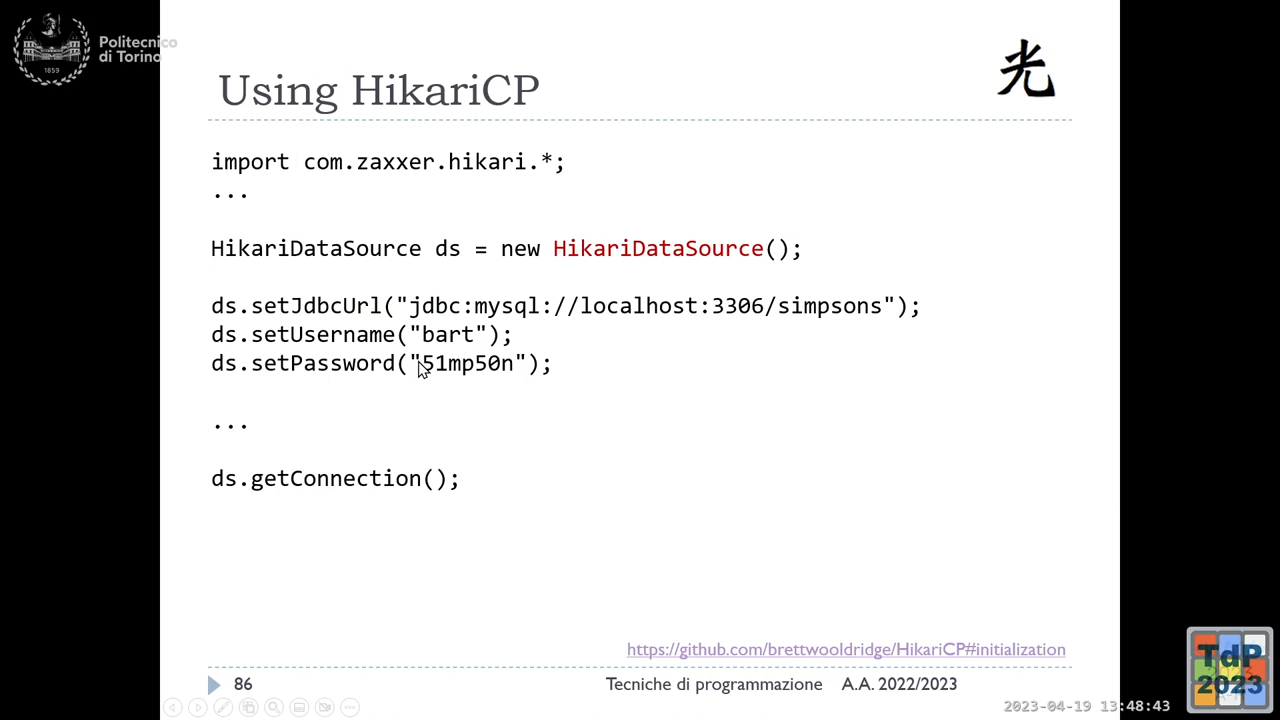 Politecnico
di Torino
1859
光
Using HikariCP
import com.zaxxer.hikari.*;
...
HikariDataSource ds = new HikariDataSource();
ds.setJdbcUrl("jdbc:mysql://localhost:3306/simpsons");
ds.setUsername("bart");
ds.setPassword("51mp50n");
...
ds.getConnection();
https://github.com/brettwooldridge/HikariCP#initialization
86
Tecniche di programmazione A.A. 2022/2023
2023-04-19 13:48:43
TdP
2023